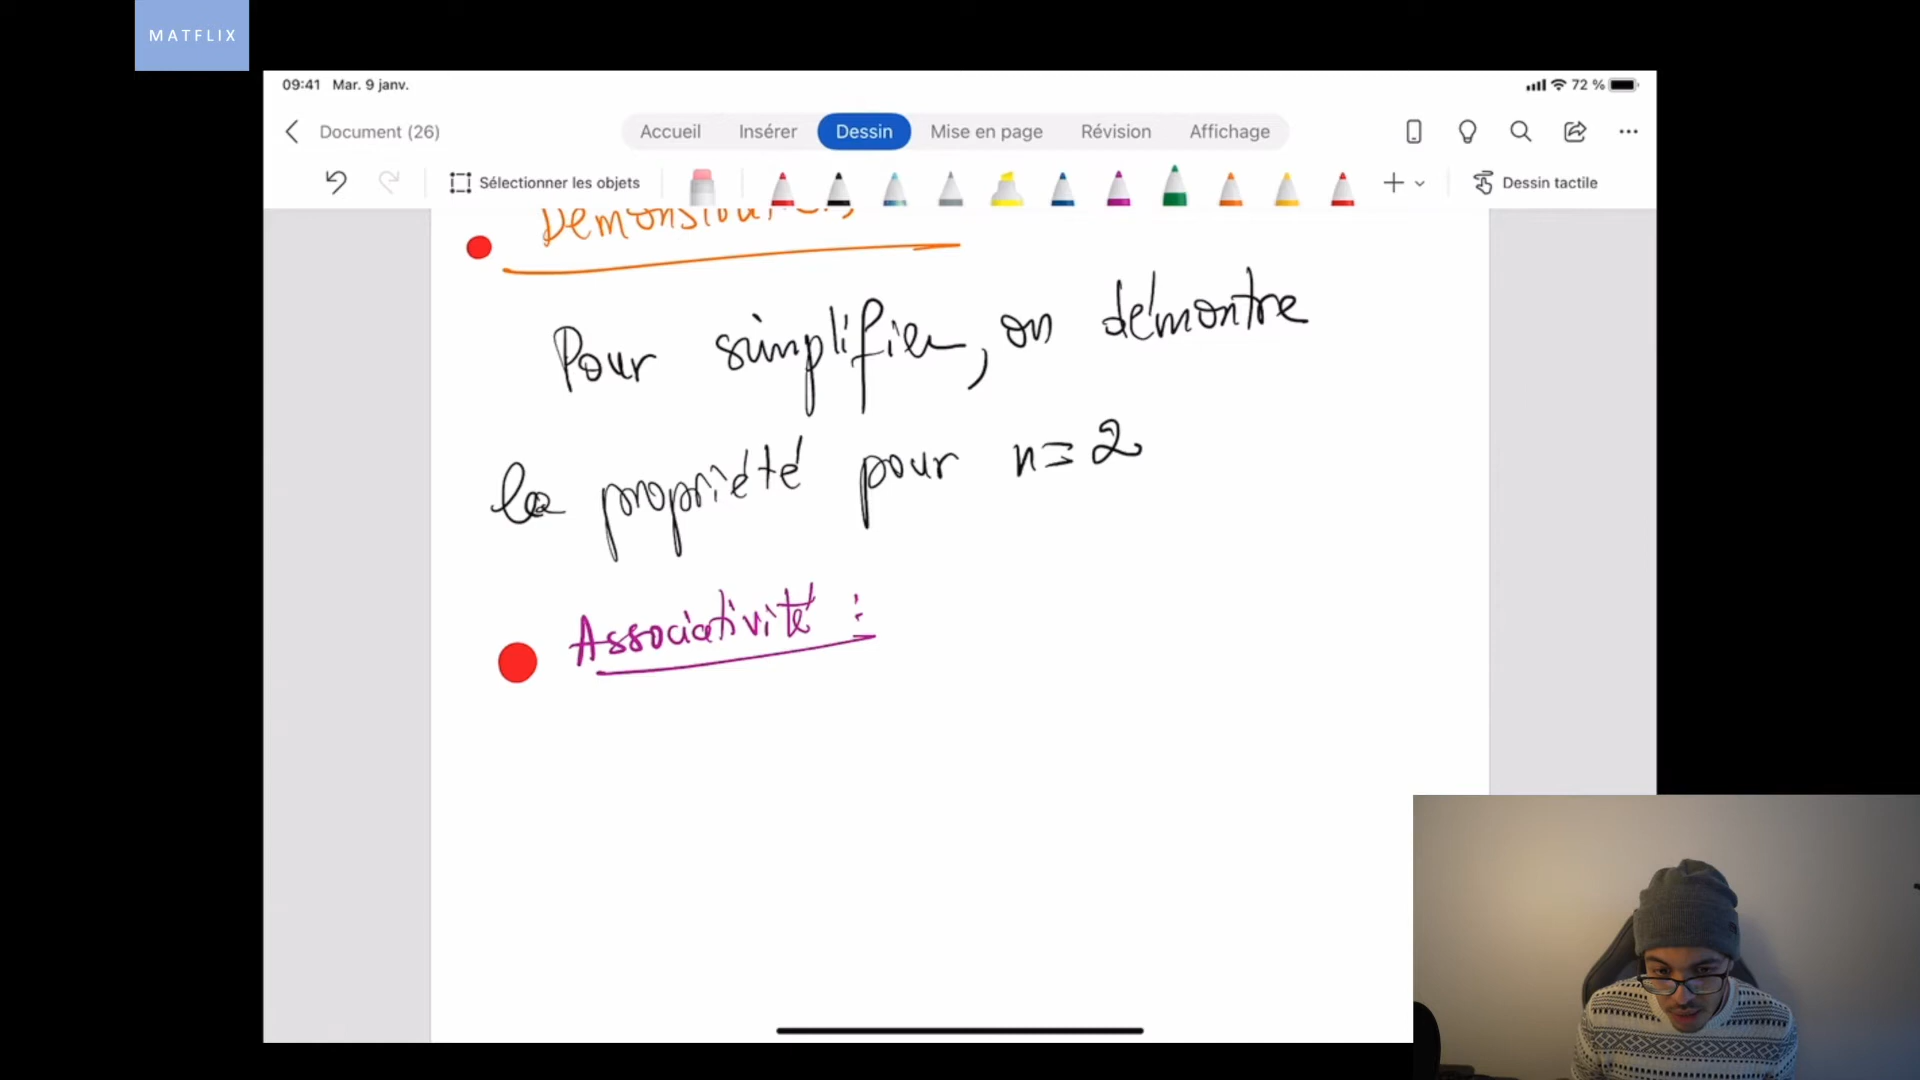 MATFLIX
09:41 Mar. 9 janv.
72 %
Document (26)
Accueil Insérer Dessin Mise en page Révision Affichage
Sélectionner les objets
Dessin tactile
Pour simplifier, on démontre
la propriété pour n=2
Associativité :